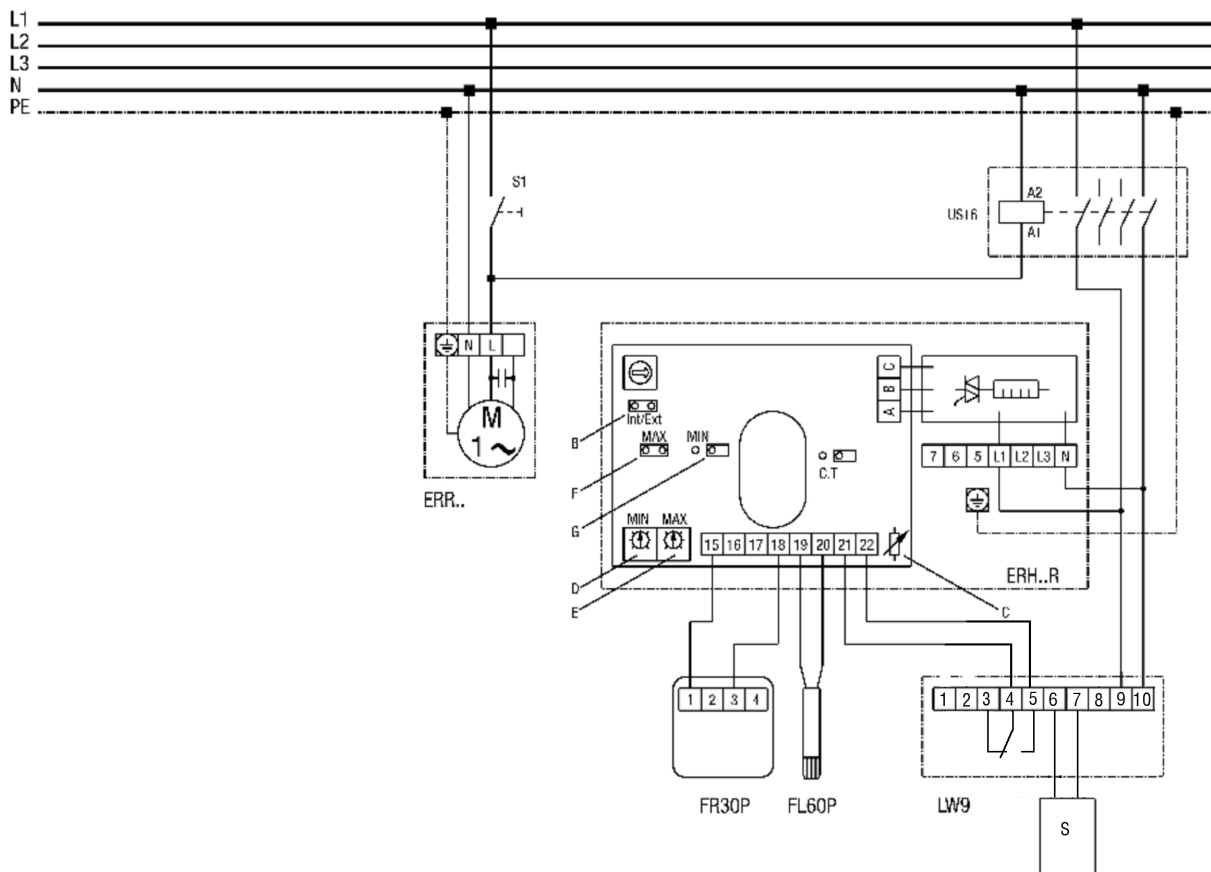 L1
L2
L3
N
PE
S1
A2
US16
A1
N L
M
1 ~
ERR..
Int/Ext
MAX MIN
C.T
MIN MAX
C
B
A
7 6 5 L1 L2 L3 N
15 16 17 18 19 20 21 22
ERH..R
B
F
G
D
E
C
1 2 3 4
FR30P
FL60P
1 2 3 4 5 6 7 8 9 10
LW9
S